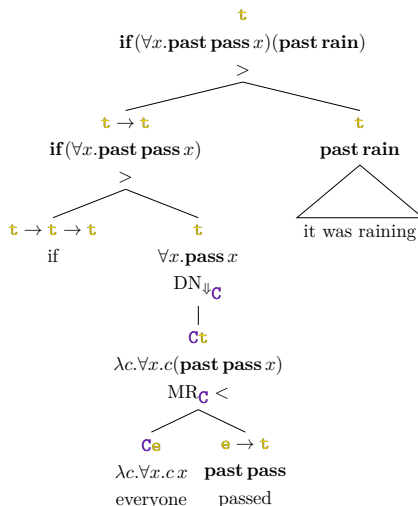 t
if(∀x.past pass x)(past rain)
>
t → t t
if(∀x.past pass x) past rain
>
t → t → t t it was raining
if ∀x.pass x
DN⇓C
Ct
λc.∀x.c(past pass x)
MRC <
Ce e → t
λc.∀x.c x past pass
everyone passed